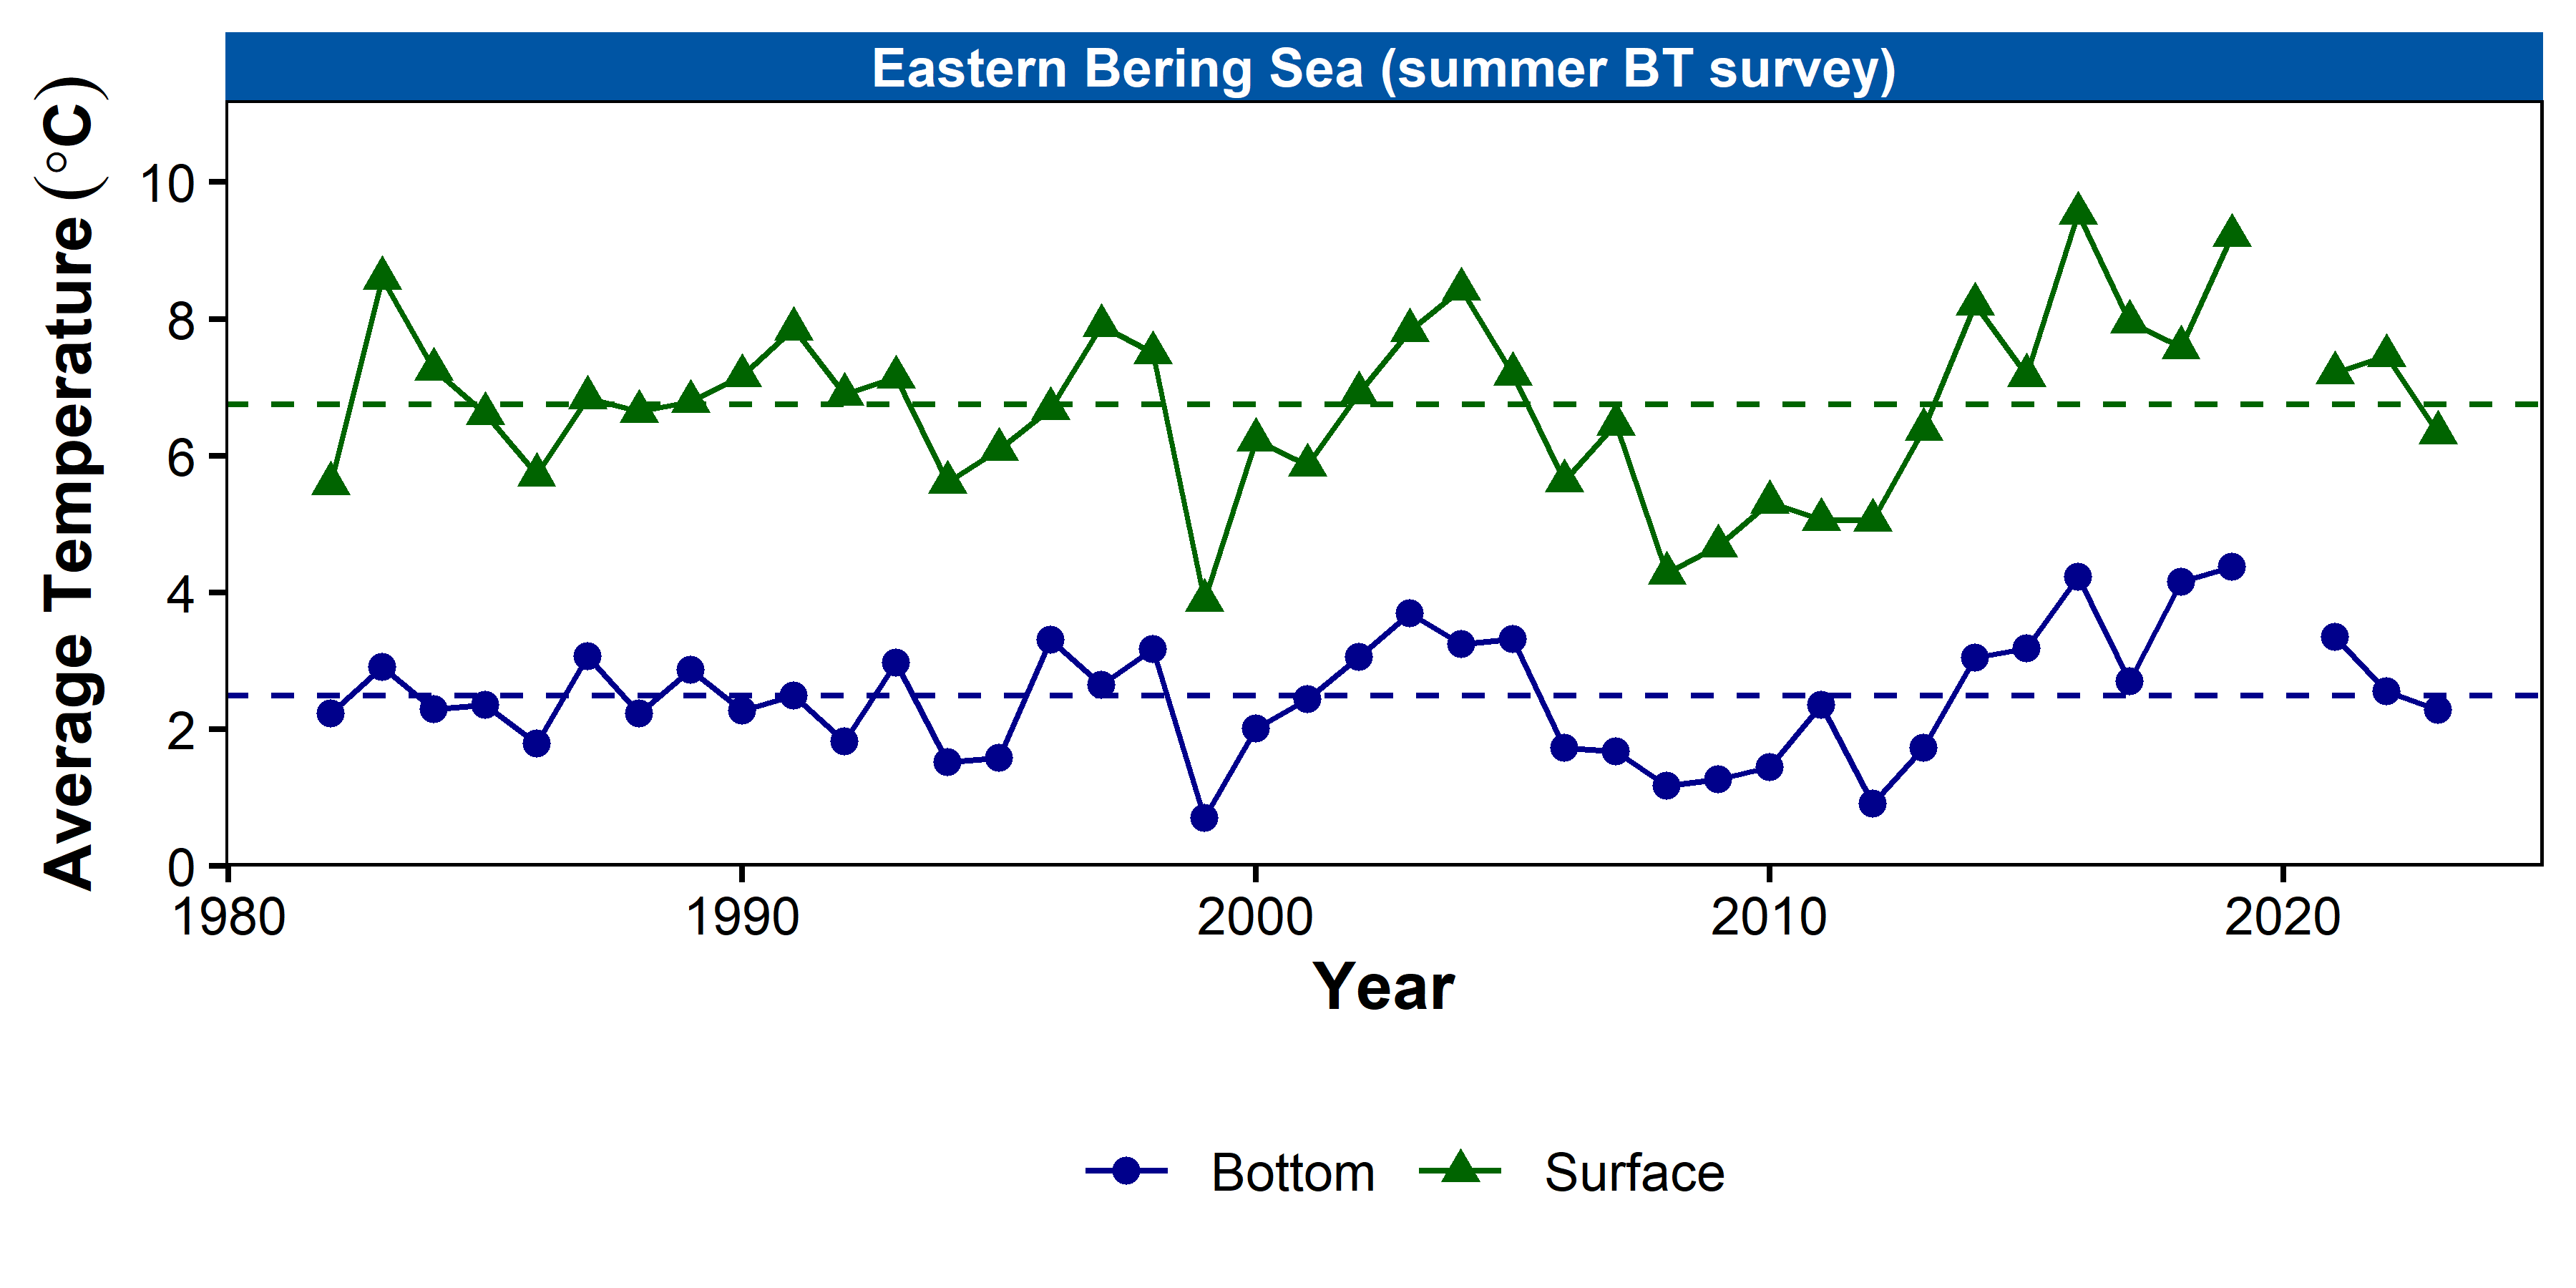 Eastern Bering Sea (summer BT survey)
Average Temperature (°C)
10
8
6
4
2
0
1980 1990 2000 2010 2020
Year
Bottom Surface